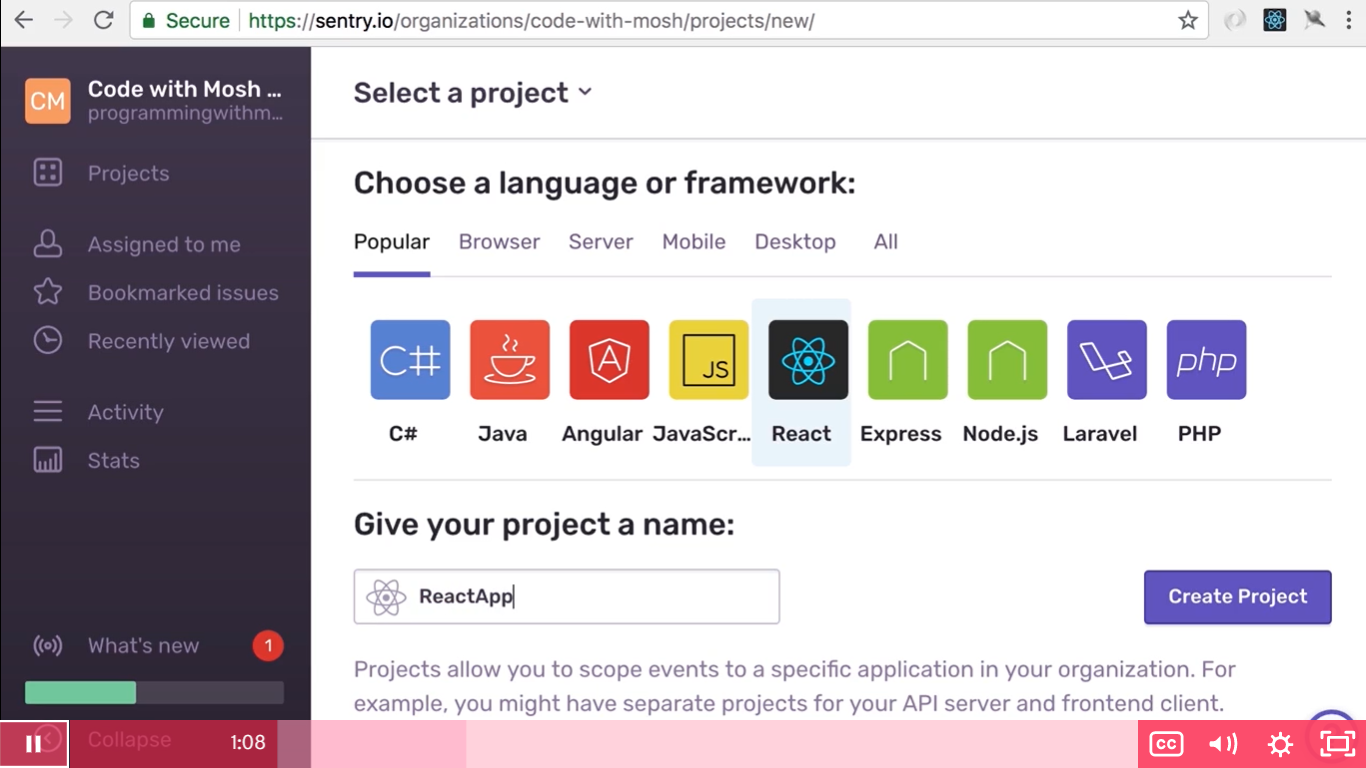 Secure https://sentry.io/organizations/code-with-mosh/projects/new/
CM
Code with Mosh ...
programmingwithm...
Projects
Assigned to me
Bookmarked issues
Recently viewed
Activity
Stats
What's new 1
Collapse
Select a project
Choose a language or framework:
Popular Browser Server Mobile Desktop All
C# JS php
C# Java Angular JavaScr... React Express Node.js Laravel PHP
Give your project a name:
ReactApp
Create Project
Projects allow you to scope events to a specific application in your organization. For
example, you might have separate projects for your API server and frontend client.
1:08
CC